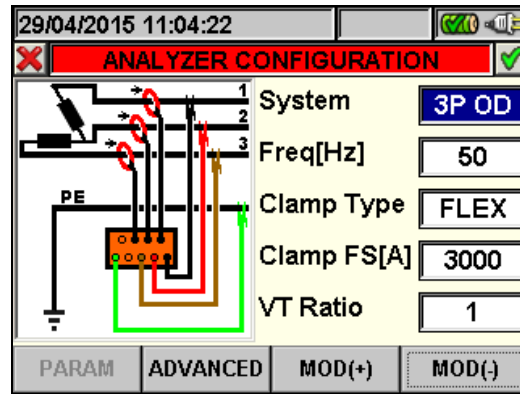 29/04/2015 11:04:22
ANALYZER CONFIGURATION
1
2
3
PE
System 3P OD
Freq[Hz] 50
Clamp Type FLEX
Clamp FS[A] 3000
VT Ratio 1
PARAM ADVANCED MOD(+) MOD(-)